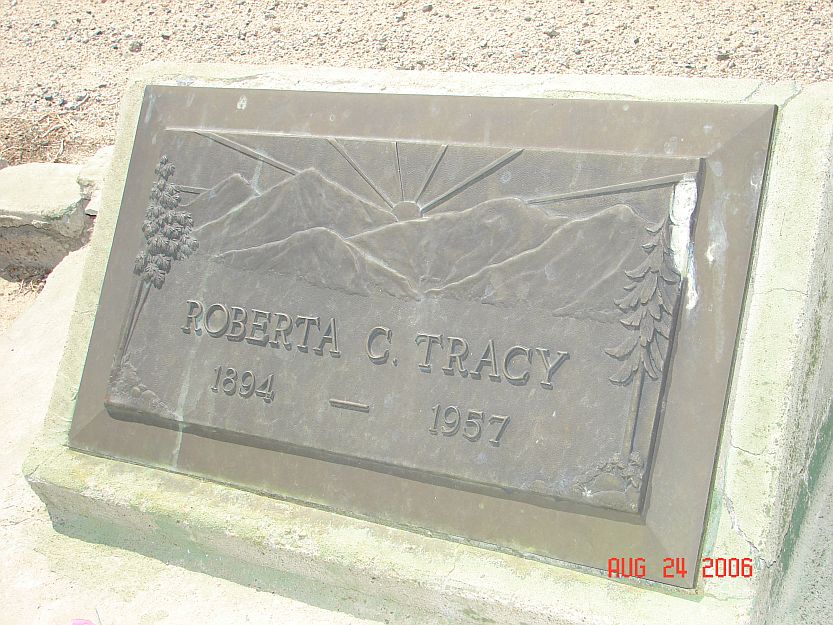 ROBERTA C. TRACY
1894 — 1957
AUG 24 2006